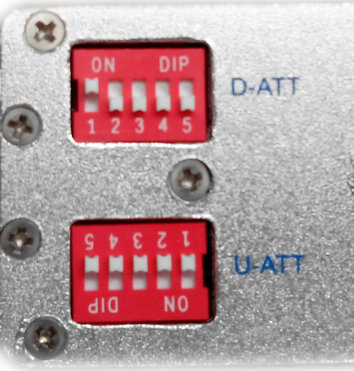 ON DIP
D-ATT
1 2 3 4 5
5 4 3 2 1
U-ATT
DIP ON